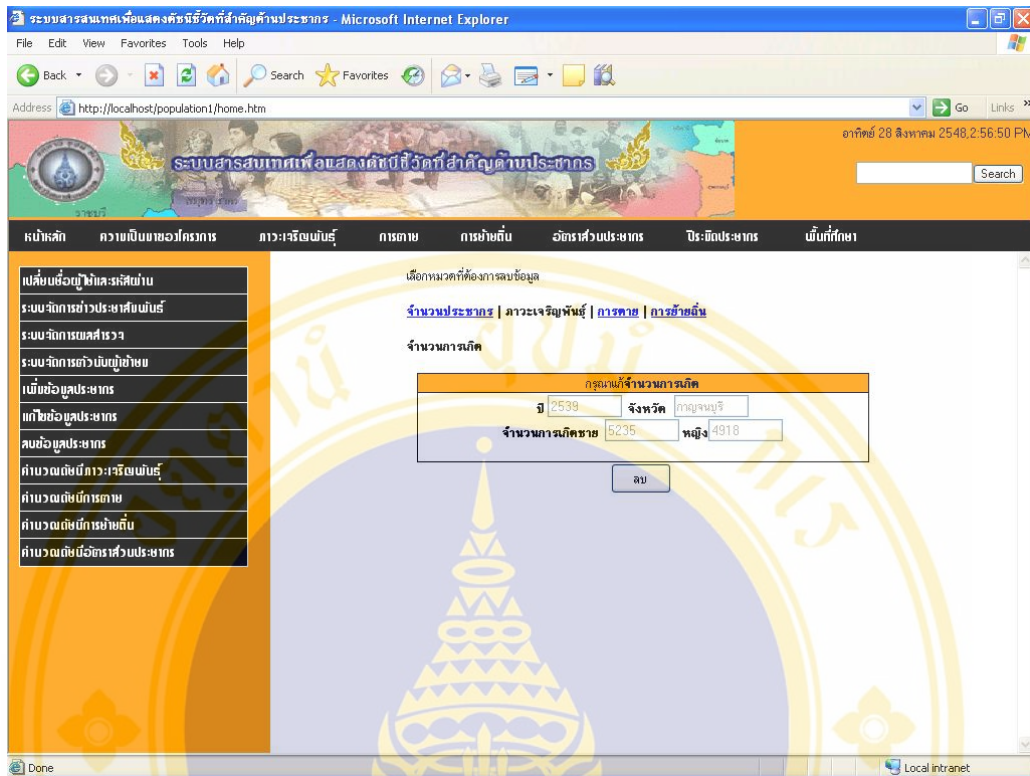 ระบบสารสนเทศเพื่อแสดงดัชนีชี้วัดที่สำคัญด้านประชากร - Microsoft Internet Explorer
File Edit View Favorites Tools Help
Back Search Favorites
Address http://localhost/population1/home.htm Go Links »
อาทิตย์ 28 สิงหาคม 2548,2:56:50 PM
ระบบสารสนเทศเพื่อแสดงดัชนีชี้วัดที่สำคัญด้านประชากร
Search
ราชบุรี
หน้าหลัก ความเป็นมาของโครงการ ภาวะเจริญพันธุ์ การตาย การย้ายถิ่น อัตราส่วนประชากร ปิระมิดประชากร พื้นที่ศึกษา
เปลี่ยนชื่อผู้ใช้และรหัสผ่าน
ระบบจัดการข่าวประชาสัมพันธ์
ระบบจัดการผลสำรวจ
ระบบจัดการตัวนับผู้เข้าชม
เพิ่มข้อมูลประชากร
แก้ไขข้อมูลประชากร
ลบข้อมูลประชากร
คำนวณดัชนีภาวะเจริญพันธุ์
คำนวณดัชนีการตาย
คำนวณดัชนีการย้ายถิ่น
คำนวณดัชนีอัตราส่วนประชากร
เลือกหมวดที่ต้องการลบข้อมูล
จำนวนประชากร | ภาวะเจริญพันธุ์ | การตาย | การย้ายถิ่น
จำนวนการเกิด
กรุณาแก้จำนวนการเกิด
ปี 2539 จังหวัด กาญจนบุรี
จำนวนการเกิดชาย 5235 หญิง 4918
ลบ
Done Local intranet